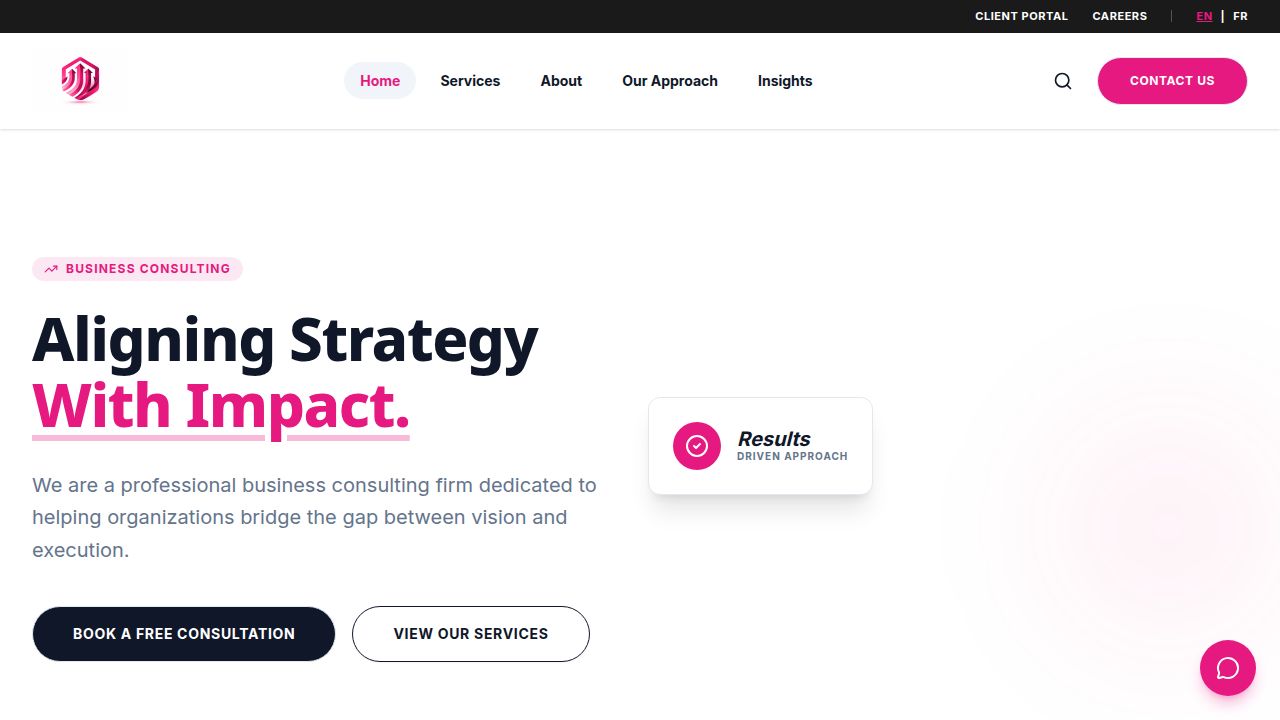 CLIENT PORTAL CAREERS EN | FR
Home Services About Our Approach Insights CONTACT US
BUSINESS CONSULTING
Aligning Strategy
With Impact.
We are a professional business consulting firm dedicated to
helping organizations bridge the gap between vision and
execution.
Results
DRIVEN APPROACH
BOOK A FREE CONSULTATION VIEW OUR SERVICES